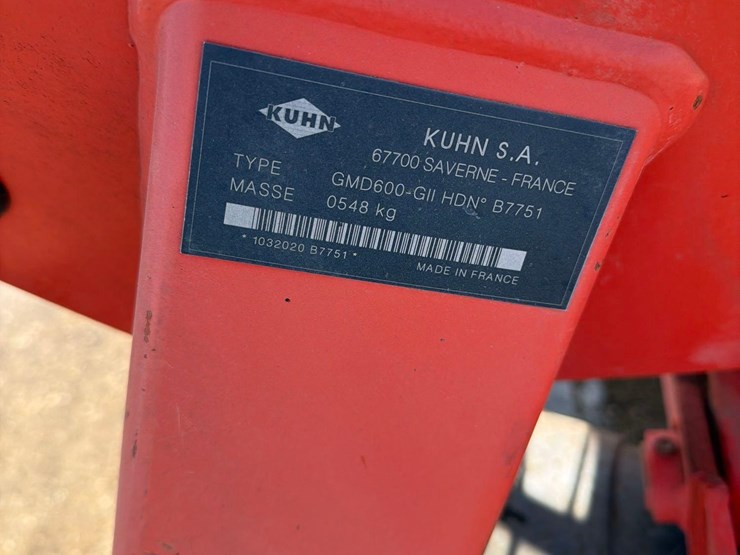 KUHN
KUHN S.A.
67700 SAVERNE - FRANCE
TYPE GMD600-GII HDN° B7751
MASSE 0548 kg
* 1032020 B7751 *
MADE IN FRANCE